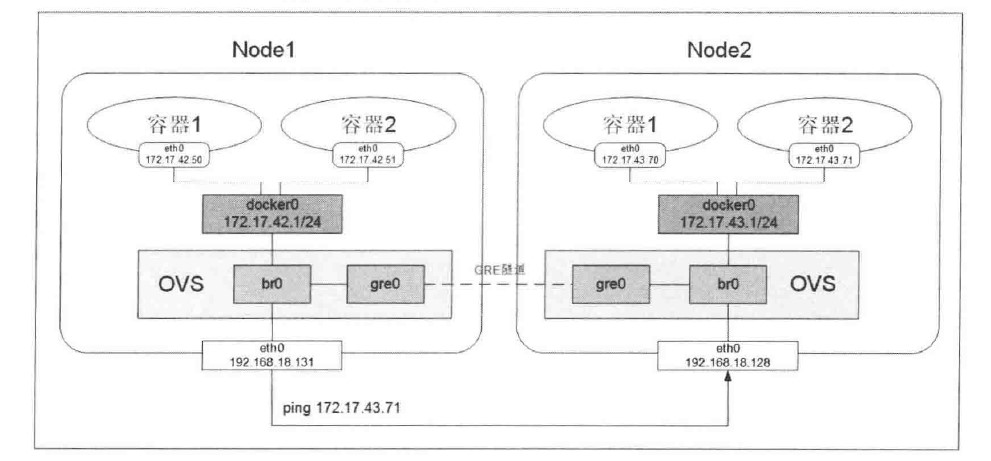 Node1
Node2
容器1
容器2
容器1
容器2
eth0
172.17.42.50
eth0
172.17.42.51
eth0
172.17.43.70
eth0
172.17.43.71
docker0
172.17.42.1/24
docker0
172.17.43.1/24
OVS
br0
gre0
GRE隧道
gre0
br0
OVS
eth0
192.168.18.131
eth0
192.168.18.128
ping 172.17.43.71